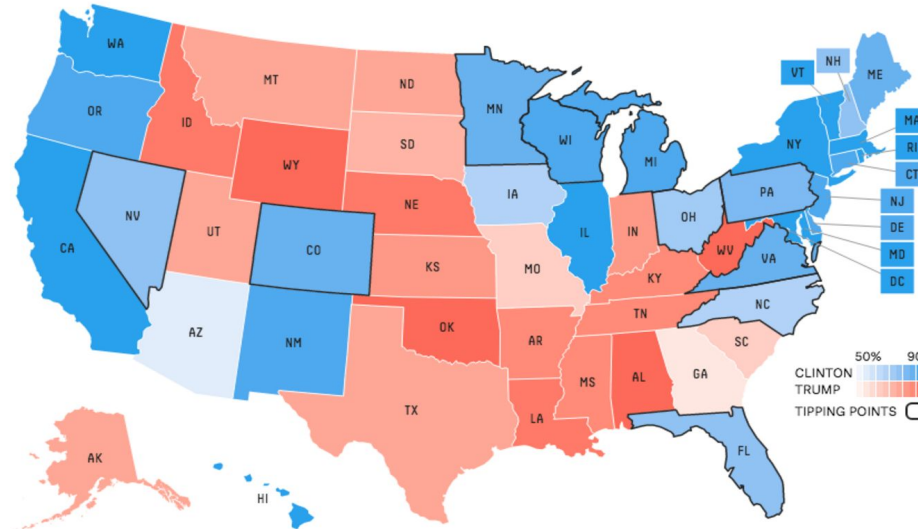 WA
NH
VT
ME
MT
ND
MN
OR
MA
ID
WI
SD
NY
RI
MI
WY
CT
PA
IA
NE
NJ
OH
NV
DE
IN
IL
UT
CO
WV
MD
CA
VA
KS
MO
KY
DC
NC
TN
OK
AZ
NM
AR
SC
50% 90
GA
AL
MS
CLINTON
TRUMP
TX
LA
TIPPING POINTS
FL
AK
HI